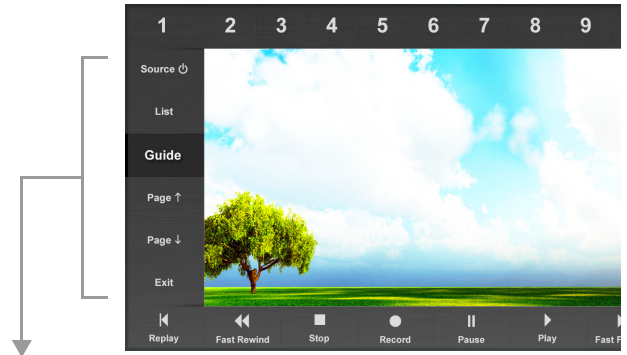 1 2 3 4 5 6 7 8 9
Source
List
Guide
Page ↑
Page ↓
Exit
Replay Fast Rewind Stop Record Pause Play Fast F